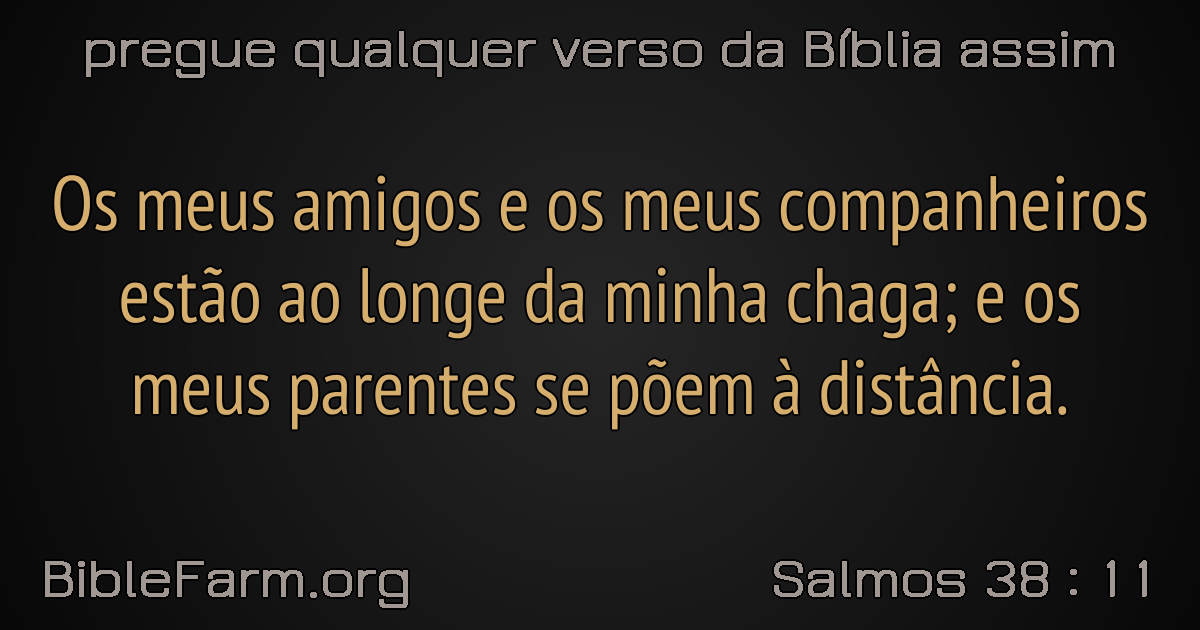 pregue qualquer verso da Bíblia assim
Os meus amigos e os meus companheiros
estão ao longe da minha chaga; e os
meus parentes se põem à distância.
BibleFarm.org
Salmos 38 : 11